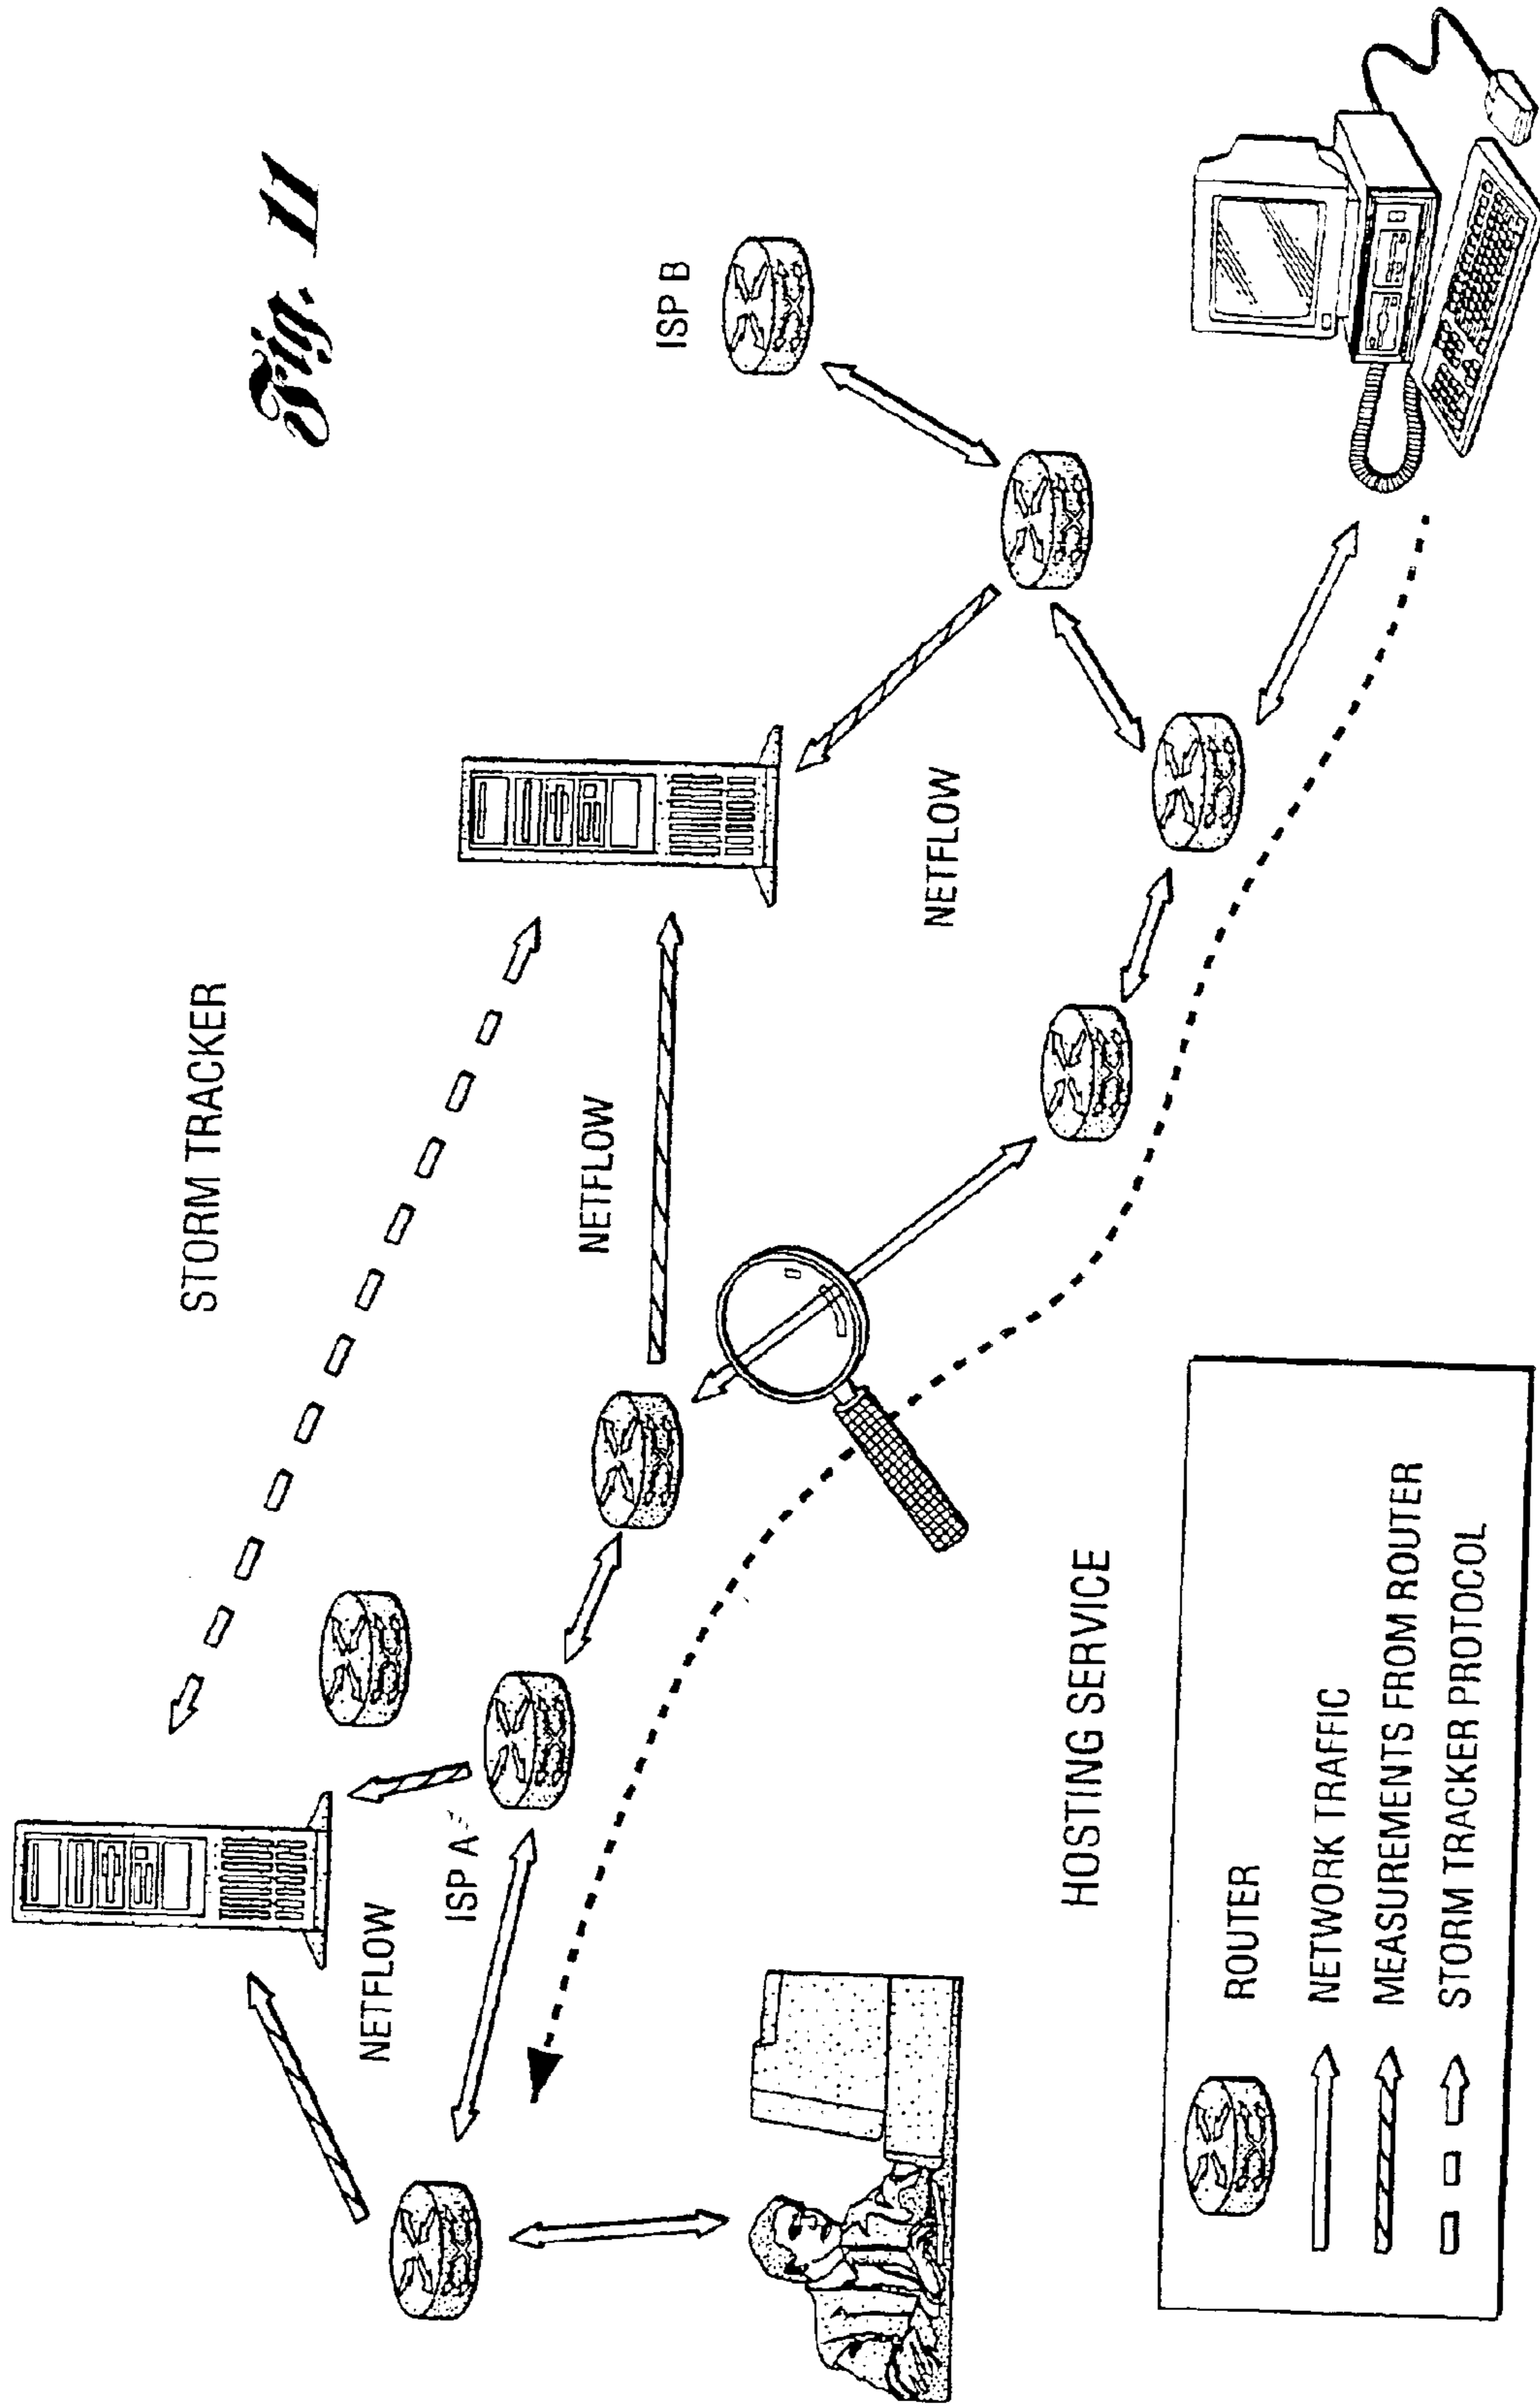 Fig. 11
STORM TRACKER
ISP B
NETFLOW
NETFLOW
ISP A
NETFLOW
HOSTING SERVICE
ROUTER
NETWORK TRAFFIC
MEASUREMENTS FROM ROUTER
STORM TRACKER PROTOCOL